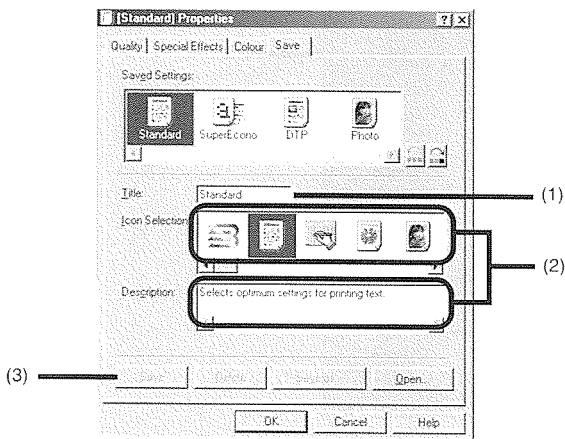 [Standard] Properties
Quality Special Effects Colour Save
Saved Settings:
Standard SuperEcono DTP Photo
Title: Standard
(1)
Icon Selection
(2)
Description: Selects optimum settings for printing text.
(3)
Open...
OK Cancel Help